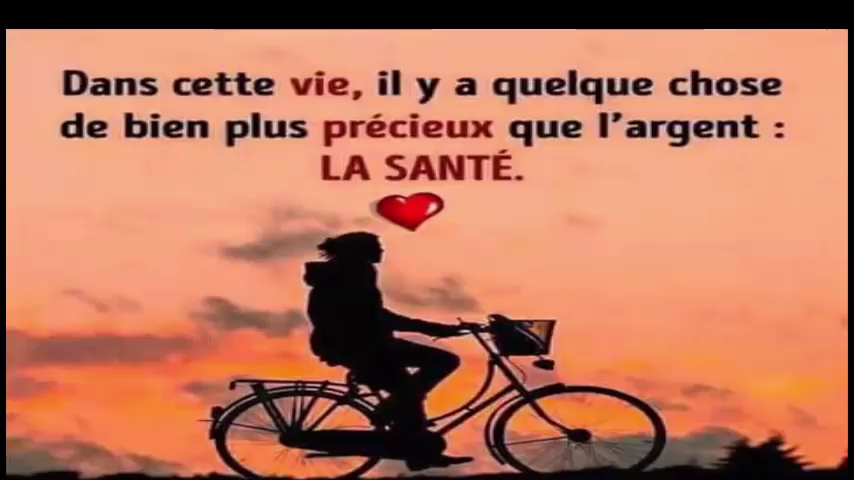 Dans cette vie, il y a quelque chose
de bien plus précieux que l'argent :
LA SANTÉ.